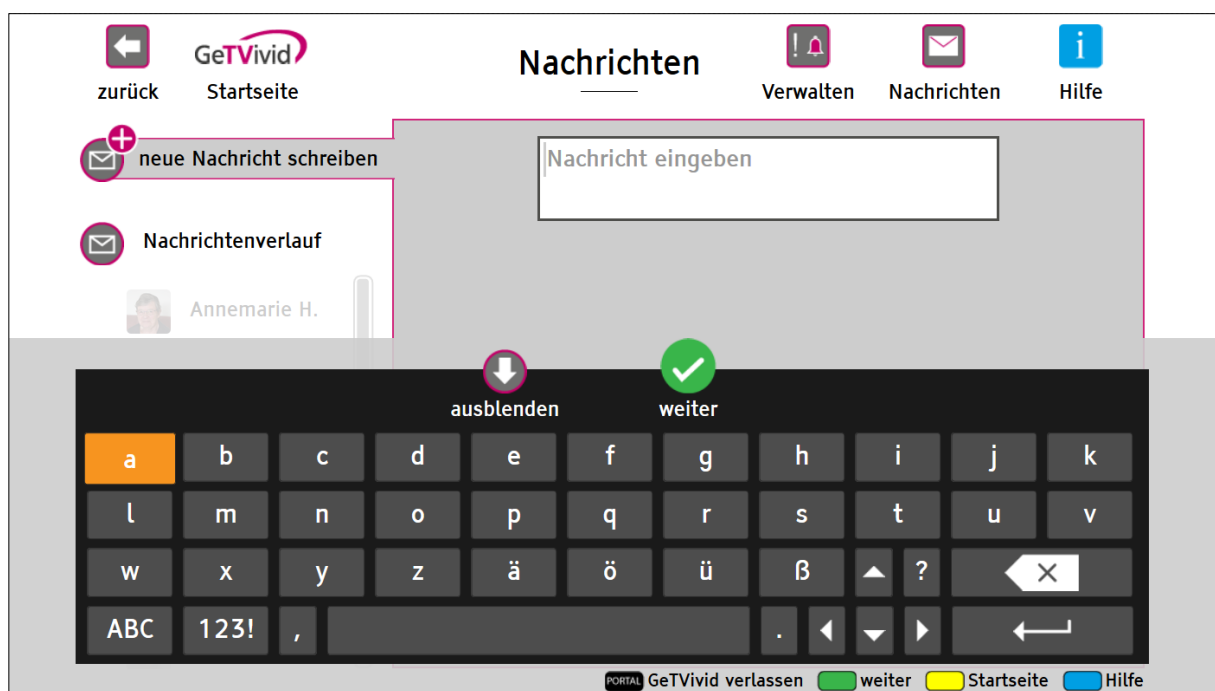 GeTVivid
Nachrichten
zurück Startseite Verwalten Nachrichten Hilfe
neue Nachricht schreiben
Nachricht eingeben
Nachrichtenverlauf
Annemarie H.
ausblenden weiter
a b c d e f g h i j k
l m n o p q r s t u v
w x y z ä ö ü ß ?
ABC 123! , .
PORTAL GeTVivid verlassen weiter Startseite Hilfe